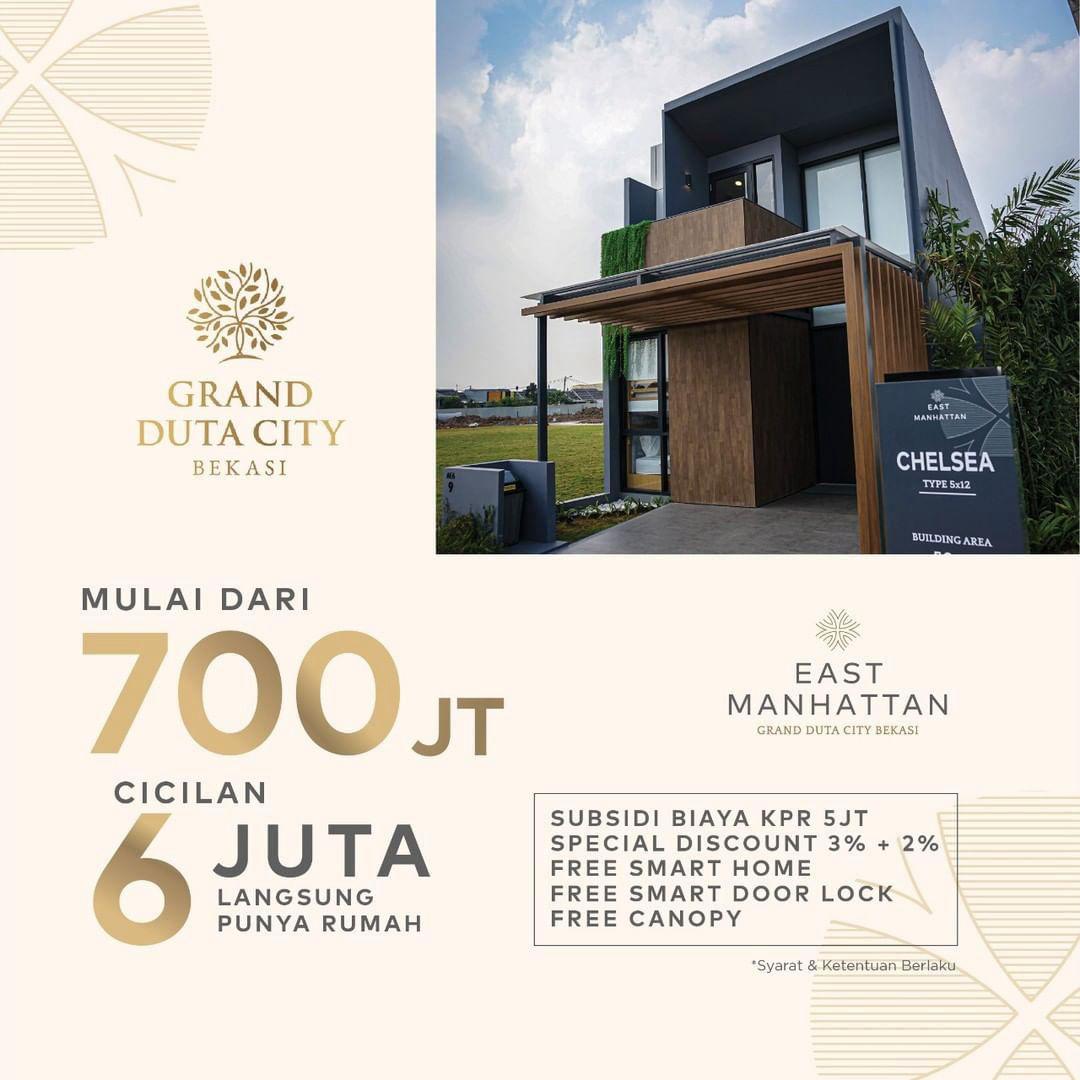 GRAND
DUTA CITY
BEKASI
EAST
MANHATTAN
CHELSEA
TYPE 5x12
BUILDING AREA
MULAI DARI
700 JT
CICILAN
6 JUTA
LANGSUNG
PUNYA RUMAH
EAST
MANHATTAN
GRAND DUTA CITY BEKASI
SUBSIDI BIAYA KPR 5JT
SPECIAL DISCOUNT 3% + 2%
FREE SMART HOME
FREE SMART DOOR LOCK
FREE CANOPY
*Syarat & Ketentuan Berlaku